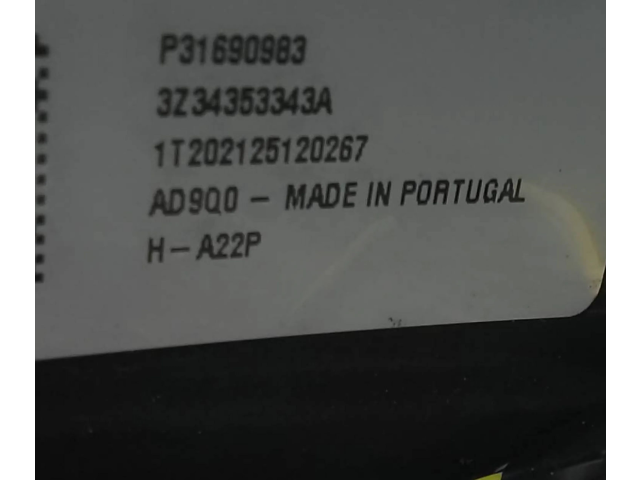 P31690983
3Z34353343A
1T202125120267
AD9Q0 - MADE IN PORTUGAL
H-A22P